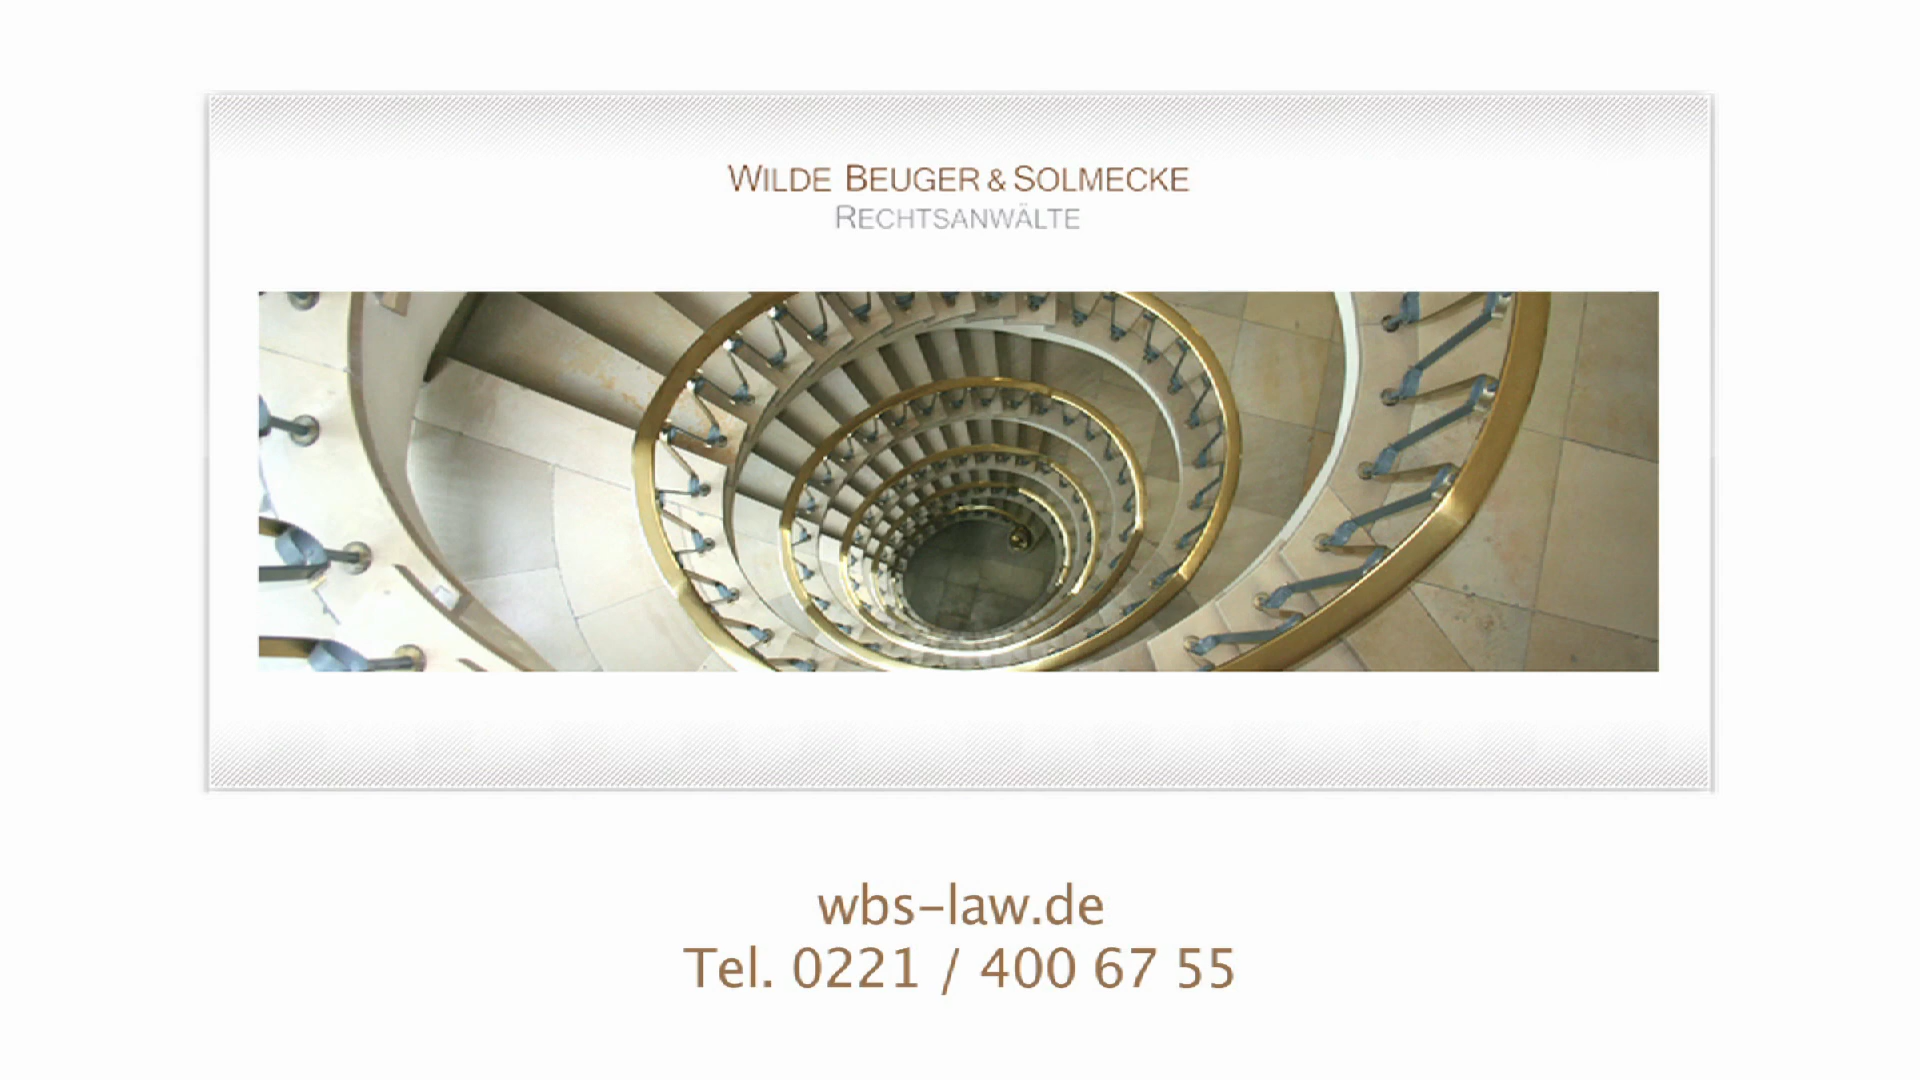 WILDE BEUGER & SOLMECKE
RECHTSANWÄLTE
wbs-law.de
Tel. 0221 / 400 67 55